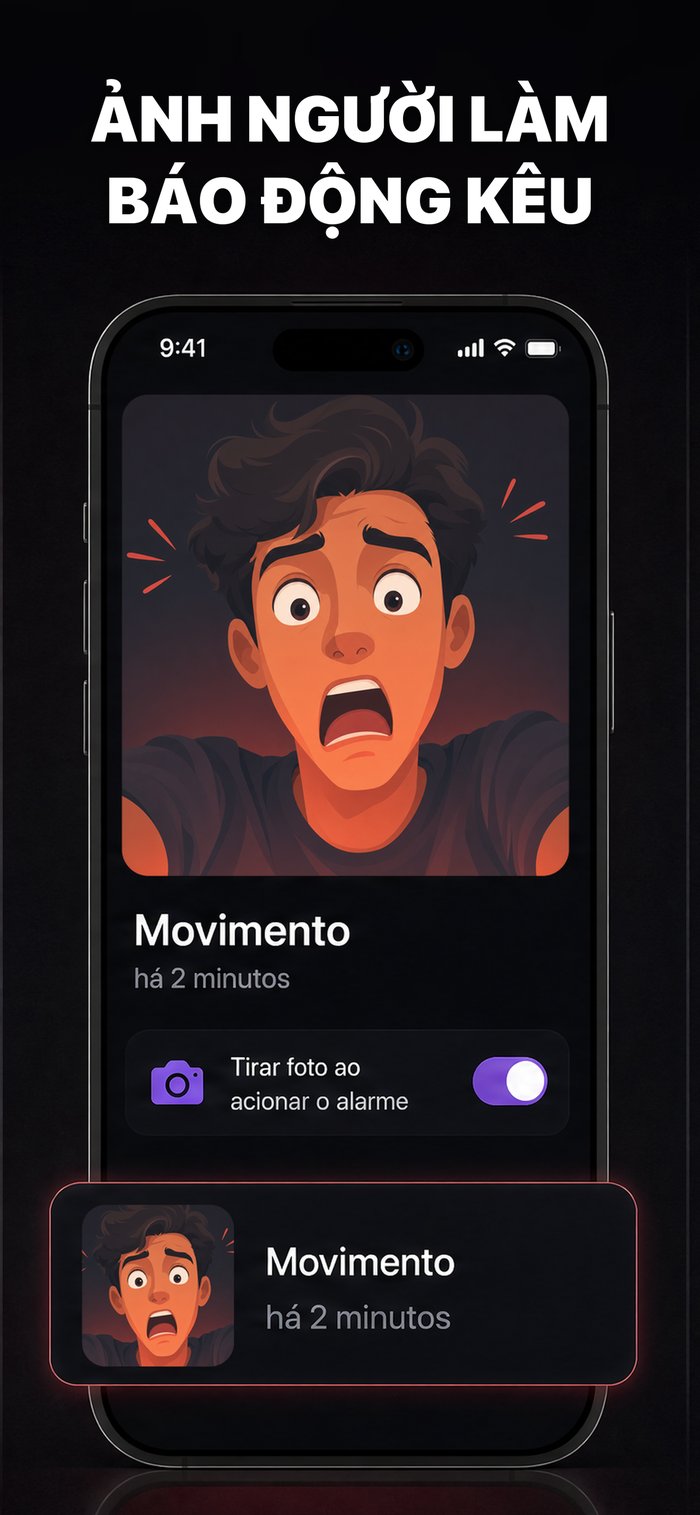 ẢNH NGƯỜI LÀM
BÁO ĐỘNG KÊU
9:41
Movimento
há 2 minutos
Tirar foto ao
acionar o alarme
Movimento
há 2 minutos